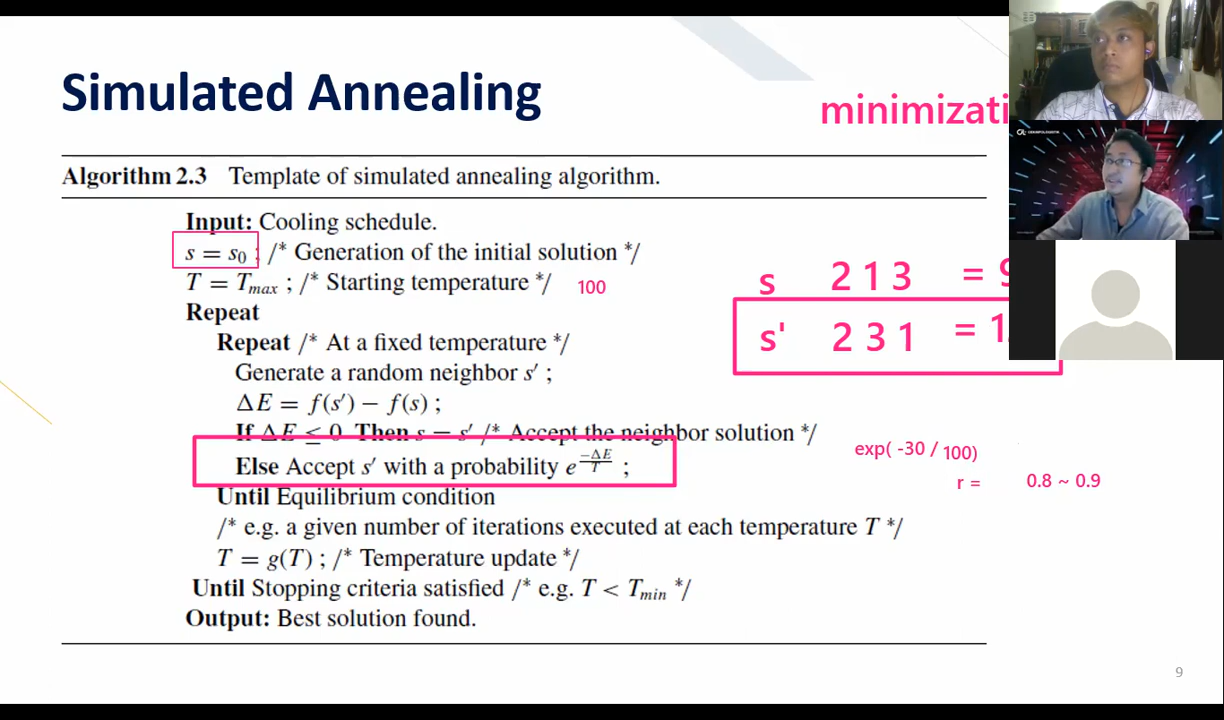 Simulated Annealing
minimizati
Algorithm 2.3 Template of simulated annealing algorithm.
Input: Cooling schedule.
s = s0 ; /* Generation of the initial solution */
T = Tmax ; /* Starting temperature */ 100
Repeat
Repeat /* At a fixed temperature */
Generate a random neighbor s′ ;
ΔE = f(s′) − f(s) ;
If ΔE ≤ 0 Then s = s′ /* Accept the neighbor solution */
Else Accept s′ with a probability e^(−ΔE/T) ;
Until Equilibrium condition
/* e.g. a given number of iterations executed at each temperature T */
T = g(T) ; /* Temperature update */
Until Stopping criteria satisfied /* e.g. T < Tmin */
Output: Best solution found.
s 2 1 3 = 9
s' 2 3 1 = 1
exp( -30 / 100)
r = 0.8 ~ 0.9
9